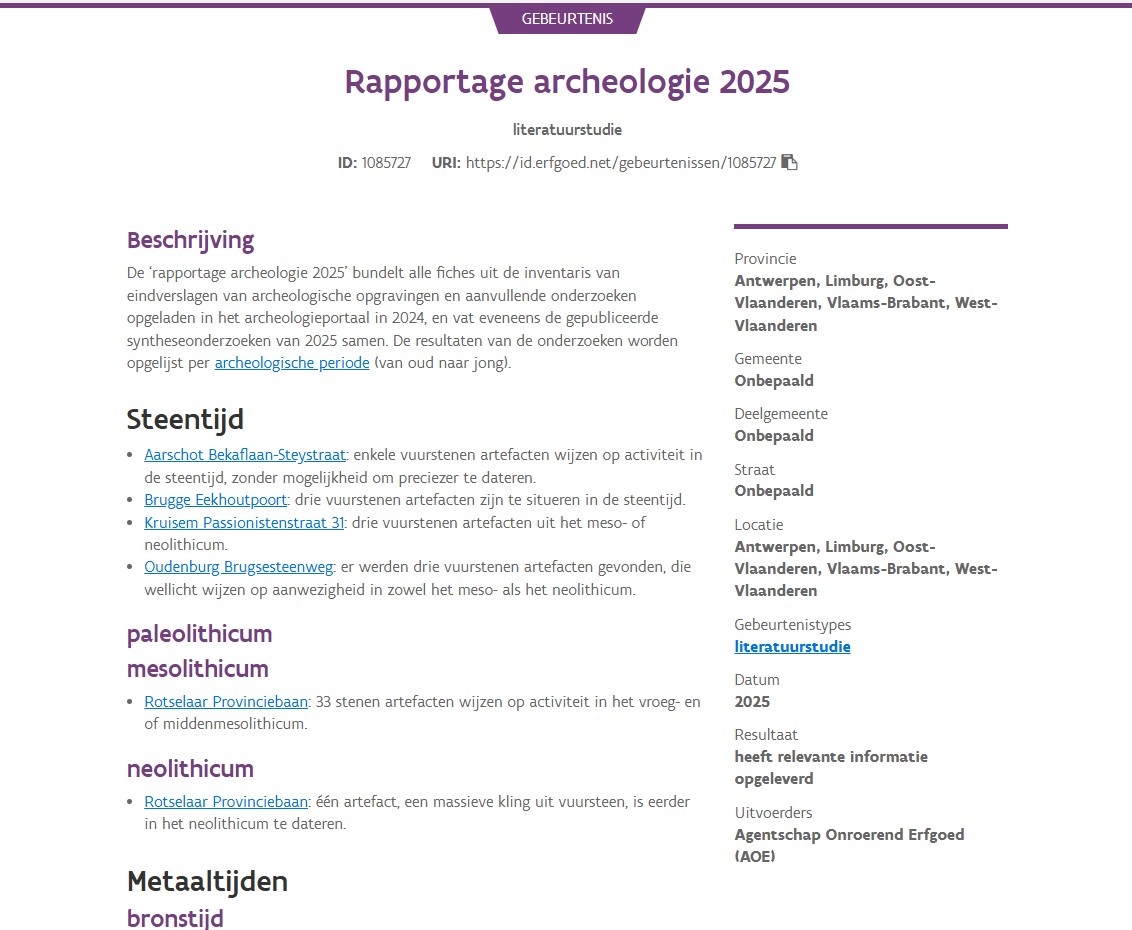 GEBEURTENIS
Rapportage archeologie 2025
literatuurstudie
ID: 1085727 URI: https://id.erfgoed.net/gebeurtenissen/1085727
Beschrijving
De ‘rapportage archeologie 2025’ bundelt alle fiches uit de inventaris van
eindverslagen van archeologische opgravingen en aanvullende onderzoeken
opgeladen in het archeologieportaal in 2024, en vat eveneens de gepubliceerde
syntheseonderzoeken van 2025 samen. De resultaten van de onderzoeken worden
opgelijst per archeologische periode (van oud naar jong).
Steentijd
• Aarschot Bekaflaan-Steystraat: enkele vuurstenen artefacten wijzen op activiteit in
de steentijd, zonder mogelijkheid om preciezer te dateren.
• Brugge Eekhoutpoort: drie vuurstenen artefacten zijn te situeren in de steentijd.
• Kruisem Passionistenstraat 31: drie vuurstenen artefacten uit het meso- of
neolithicum.
• Oudenburg Brugsesteenweg: er werden drie vuurstenen artefacten gevonden, die
wellicht wijzen op aanwezigheid in zowel het meso- als het neolithicum.
paleolithicum
mesolithicum
• Rotselaar Provinciebaan: 33 stenen artefacten wijzen op activiteit in het vroeg- en
of middenmesolithicum.
neolithicum
• Rotselaar Provinciebaan: één artefact, een massieve kling uit vuursteen, is eerder
in het neolithicum te dateren.
Metaaltijden
bronstijd
Provincie
Antwerpen, Limburg, Oost-
Vlaanderen, Vlaams-Brabant, West-
Vlaanderen
Gemeente
Onbepaald
Deelgemeente
Onbepaald
Straat
Onbepaald
Locatie
Antwerpen, Limburg, Oost-
Vlaanderen, Vlaams-Brabant, West-
Vlaanderen
Gebeurtenistypes
literatuurstudie
Datum
2025
Resultaat
heeft relevante informatie
opgeleverd
Uitvoerders
Agentschap Onroerend Erfgoed
(AOE)